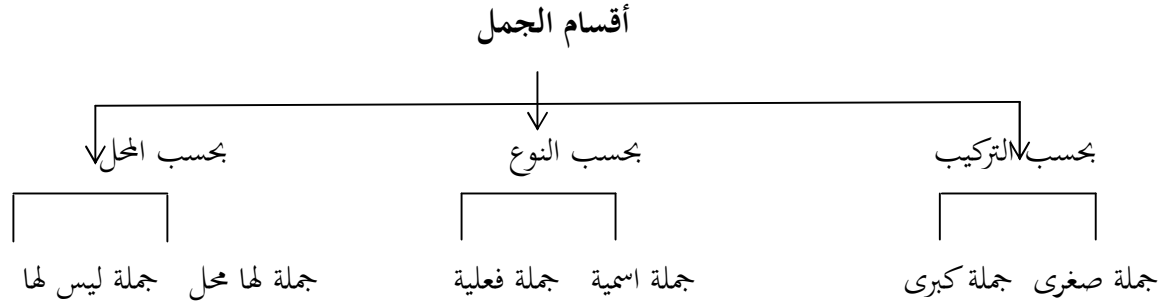 أقسام الجمل
بحسب التركيب بحسب النوع بحسب المحل
جملة صغرى جملة كبرى جملة اسمية جملة فعلية جملة لها محل جملة ليس لها